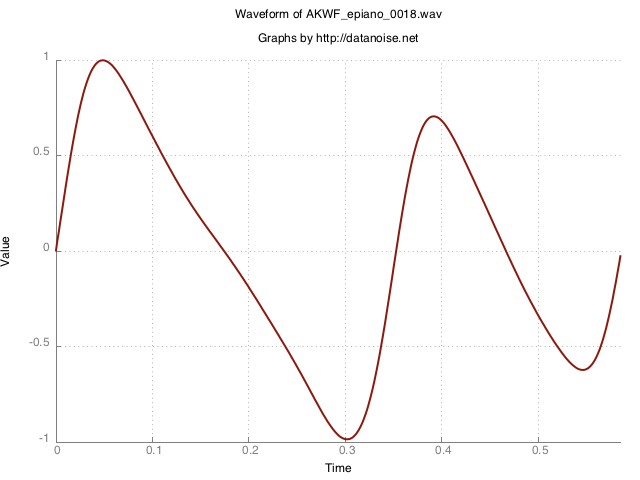 Waveform of AKWF_epiano_0018.wav
Graphs by http://datanoise.net
1
0.5
0
-0.5
-1
Value
0
0.1
0.2
0.3
0.4
0.5
Time